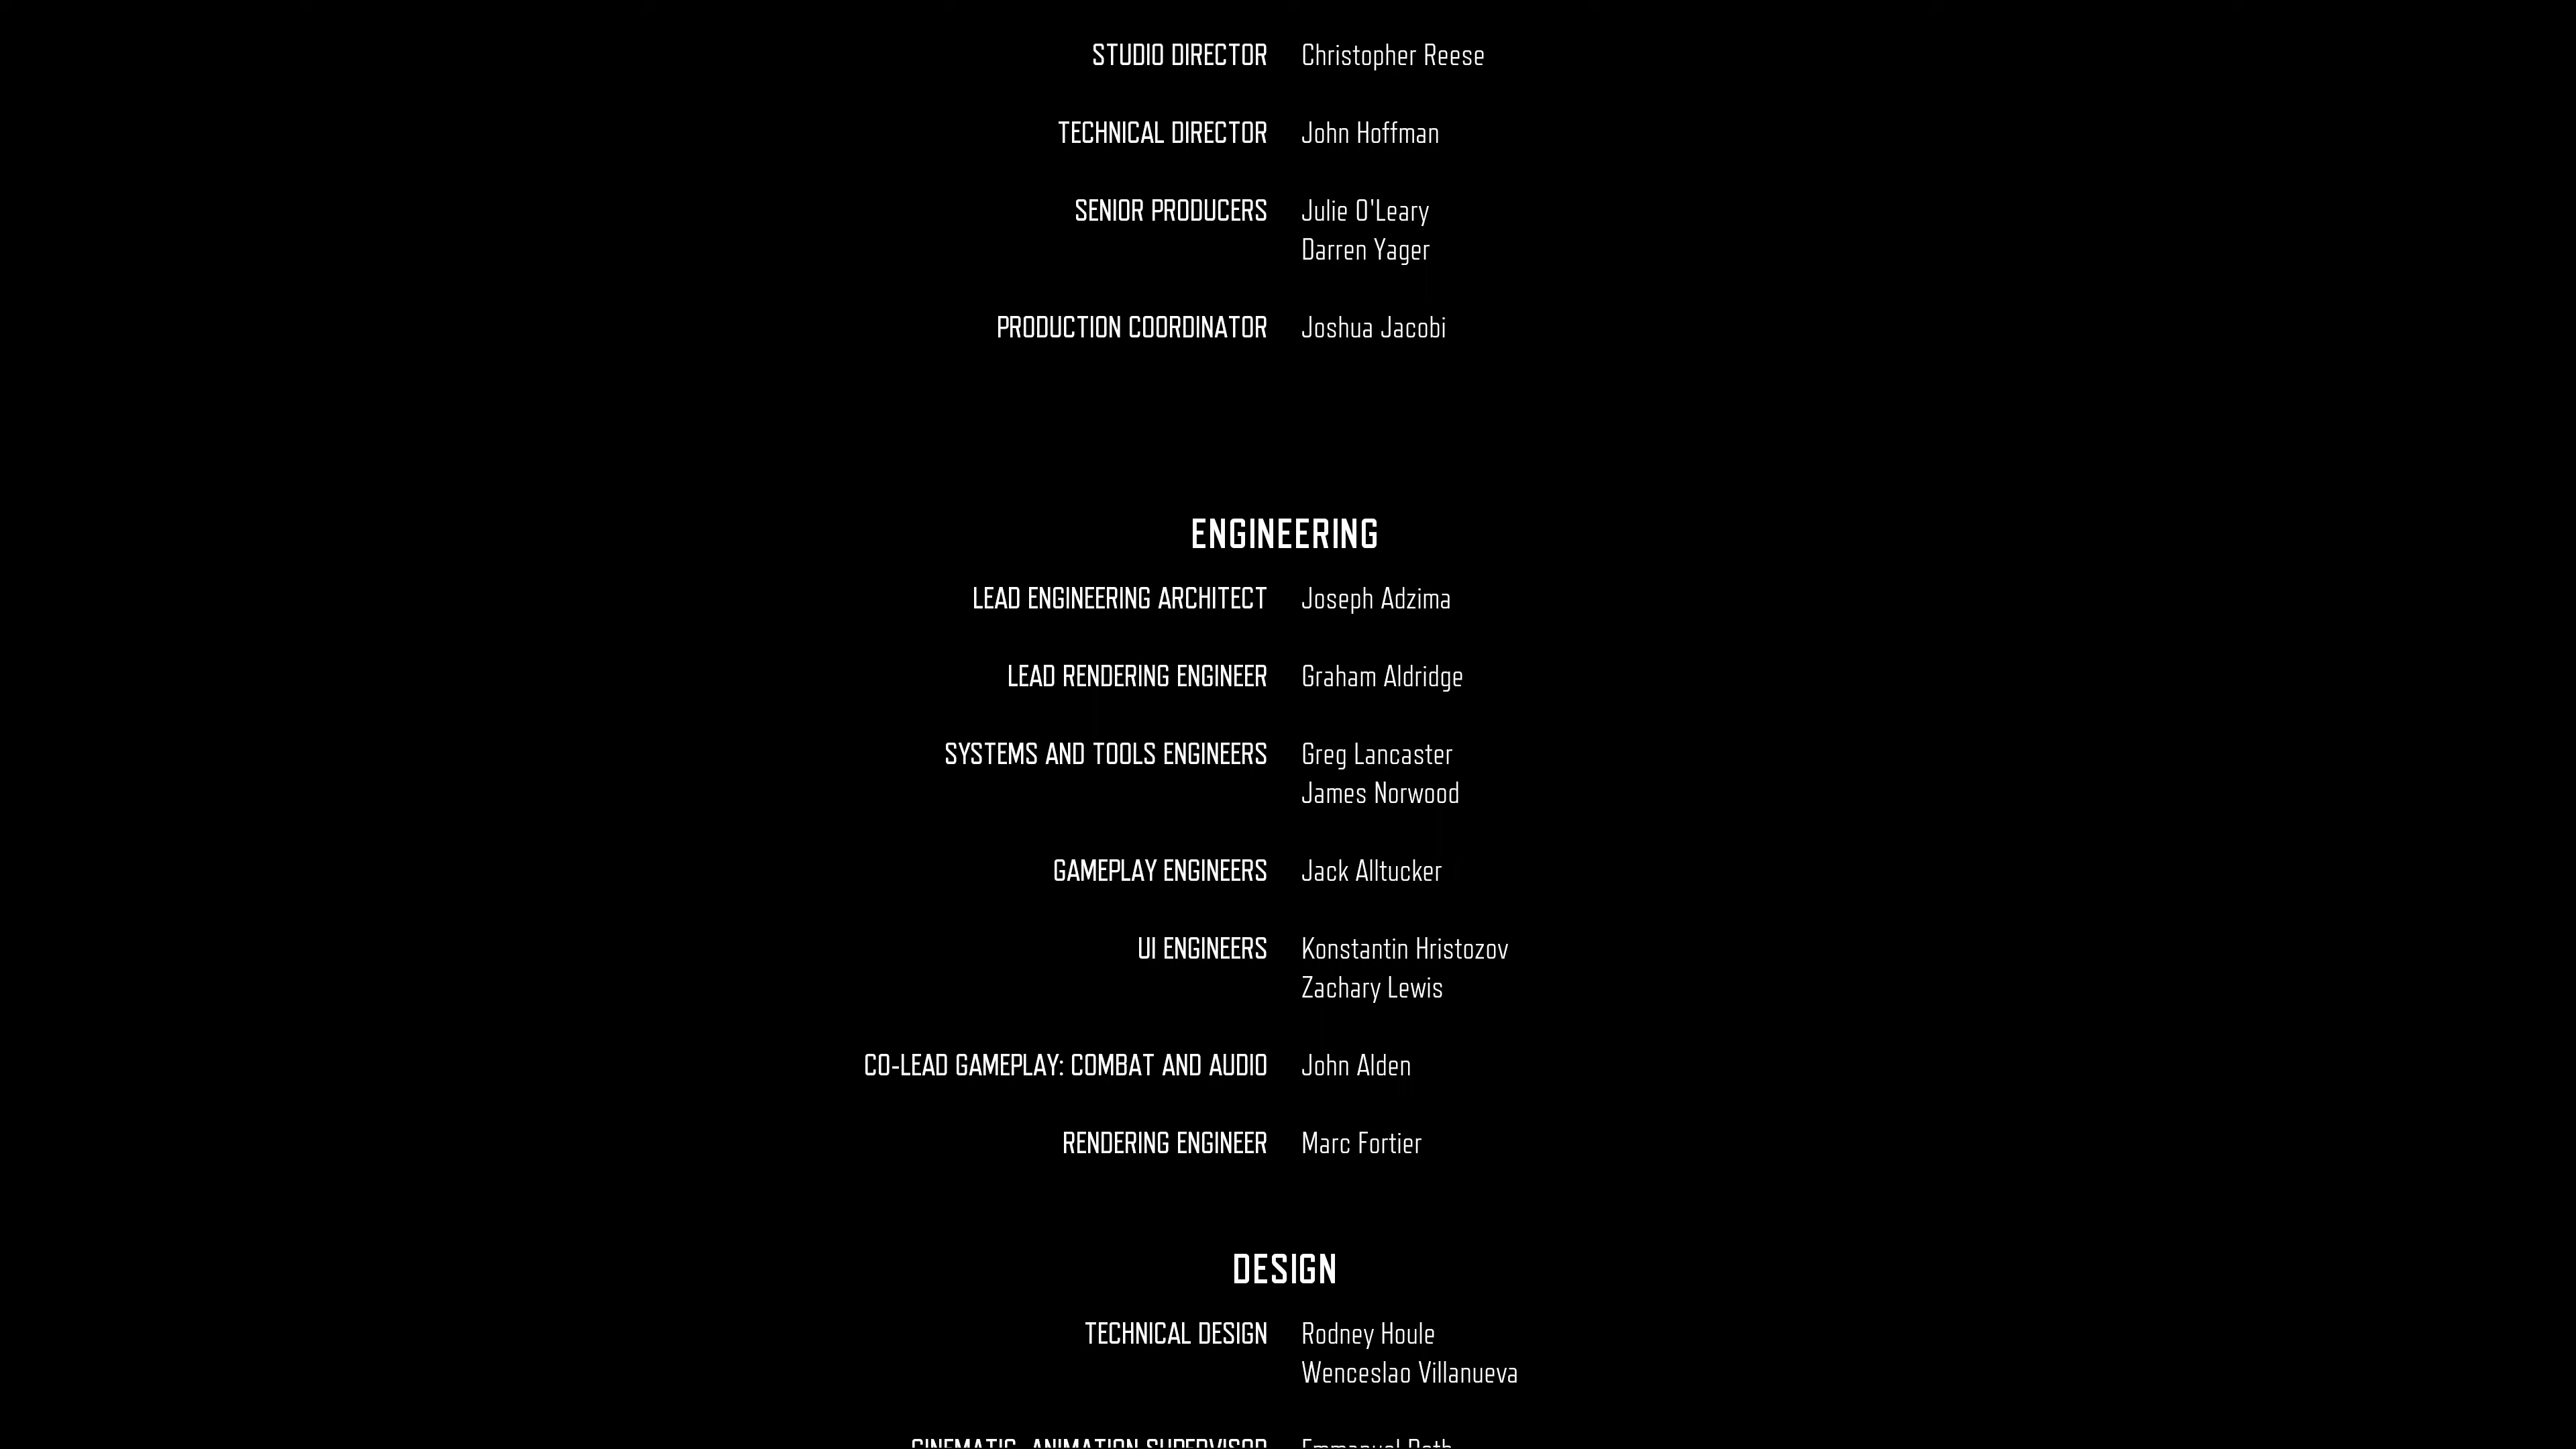 STUDIO DIRECTOR Christopher Reese
TECHNICAL DIRECTOR John Hoffman
SENIOR PRODUCERS Julie O'Leary
Darren Yager
PRODUCTION COORDINATOR Joshua Jacobi
ENGINEERING
LEAD ENGINEERING ARCHITECT Joseph Adzima
LEAD RENDERING ENGINEER Graham Aldridge
SYSTEMS AND TOOLS ENGINEERS Greg Lancaster
James Norwood
GAMEPLAY ENGINEERS Jack Alltucker
UI ENGINEERS Konstantin Hristozov
Zachary Lewis
CO-LEAD GAMEPLAY: COMBAT AND AUDIO John Alden
RENDERING ENGINEER Marc Fortier
DESIGN
TECHNICAL DESIGN Rodney Houle
Wenceslao Villanueva
ANIMATION SUPERVISOR Emmanuel